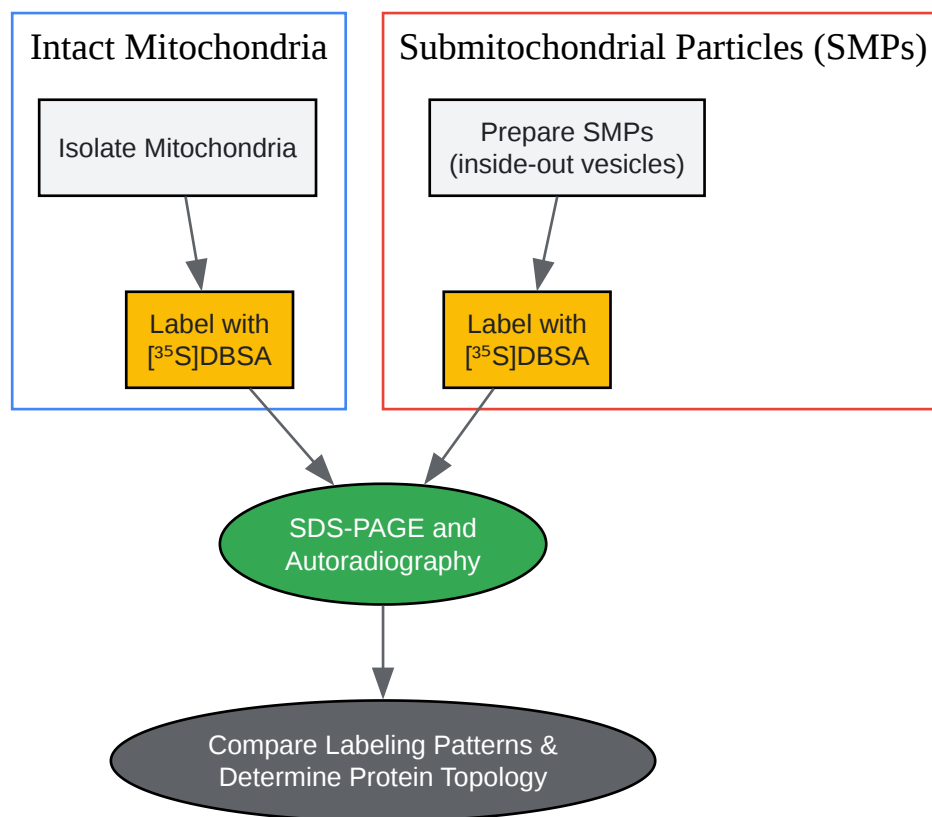 Intact Mitochondria
Submitochondrial Particles (SMPs)
Isolate Mitochondria
Prepare SMPs
(inside-out vesicles)
Label with
[³⁵S]DBSA
Label with
[³⁵S]DBSA
SDS-PAGE and
Autoradiography
Compare Labeling Patterns &
Determine Protein Topology